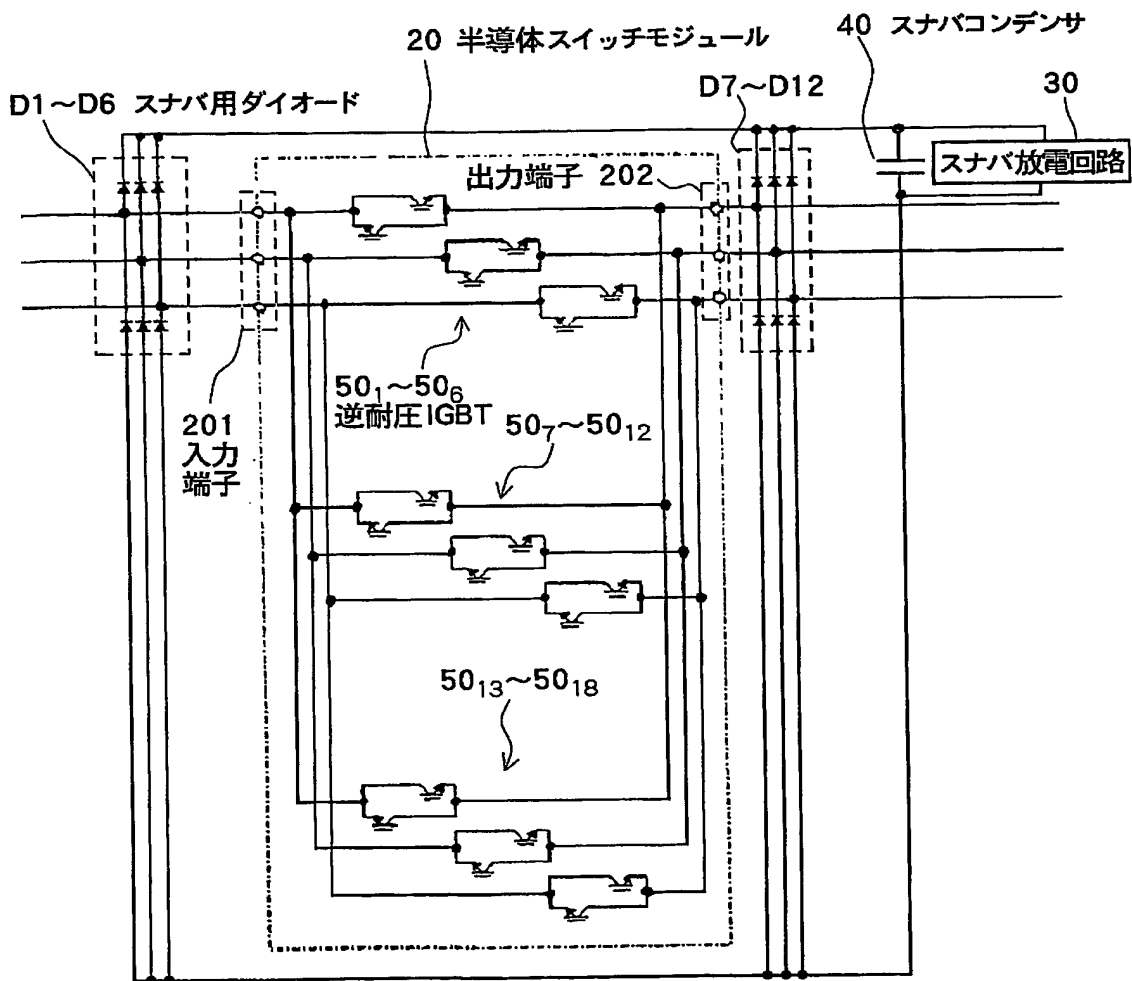 20 半導体スイッチモジュール
40 スナバコンデンサ
D1~D6 スナバ用ダイオード
D7~D12
30
スナバ放電回路
出力端子 202
50₁~50₆
逆耐圧IGBT
201
入力
端子
50₇~50₁₂
50₁₃~50₁₈